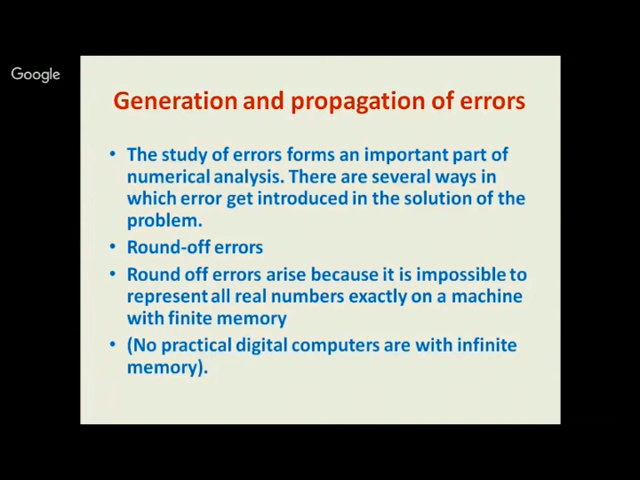 Google
Generation and propagation of errors
• The study of errors forms an important part of
numerical analysis. There are several ways in
which error get introduced in the solution of the
problem.
• Round-off errors
• Round off errors arise because it is impossible to
represent all real numbers exactly on a machine
with finite memory
• (No practical digital computers are with infinite
memory).